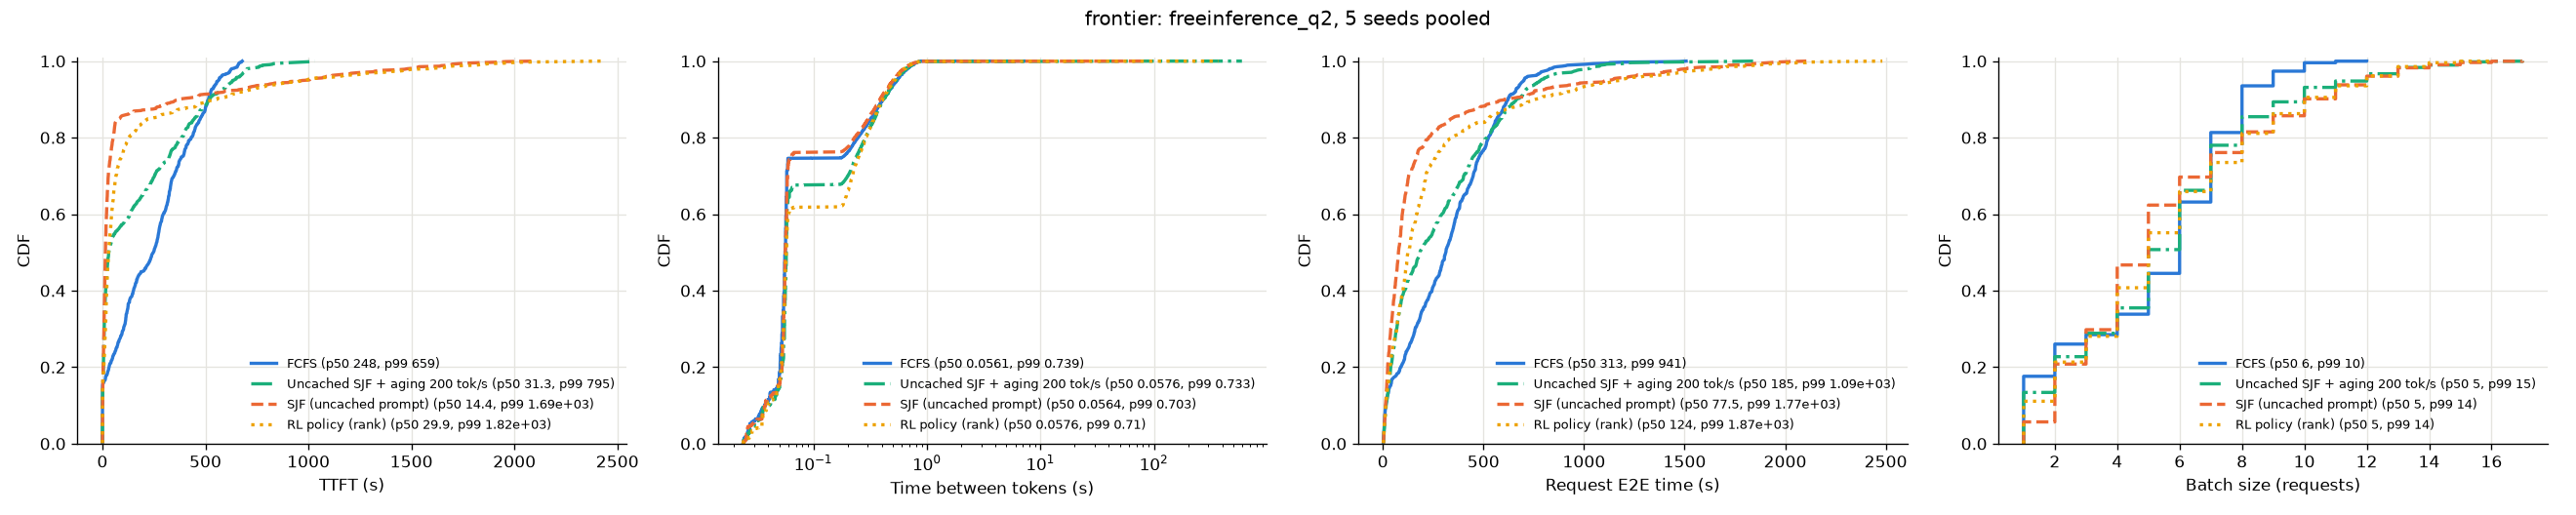 frontier: freeinference_q2, 5 seeds pooled
CDF
1.0
0.8
0.6
0.4
0.2
0.0
FCFS (p50 248, p99 659)
Uncached SJF + aging 200 tok/s (p50 31.3, p99 795)
SJF (uncached prompt) (p50 14.4, p99 1.69e+03)
RL policy (rank) (p50 29.9, p99 1.82e+03)
0 500 1000 1500 2000 2500
TTFT (s)
CDF
1.0
0.8
0.6
0.4
0.2
0.0
FCFS (p50 0.0561, p99 0.739)
Uncached SJF + aging 200 tok/s (p50 0.0576, p99 0.733)
SJF (uncached prompt) (p50 0.0564, p99 0.703)
RL policy (rank) (p50 0.0576, p99 0.71)
10⁻¹ 10⁰ 10¹ 10²
Time between tokens (s)
CDF
1.0
0.8
0.6
0.4
0.2
0.0
FCFS (p50 313, p99 941)
Uncached SJF + aging 200 tok/s (p50 185, p99 1.09e+03)
SJF (uncached prompt) (p50 77.5, p99 1.77e+03)
RL policy (rank) (p50 124, p99 1.87e+03)
0 500 1000 1500 2000 2500
Request E2E time (s)
CDF
1.0
0.8
0.6
0.4
0.2
0.0
FCFS (p50 6, p99 10)
Uncached SJF + aging 200 tok/s (p50 5, p99 15)
SJF (uncached prompt) (p50 5, p99 14)
RL policy (rank) (p50 5, p99 14)
2 4 6 8 10 12 14 16
Batch size (requests)